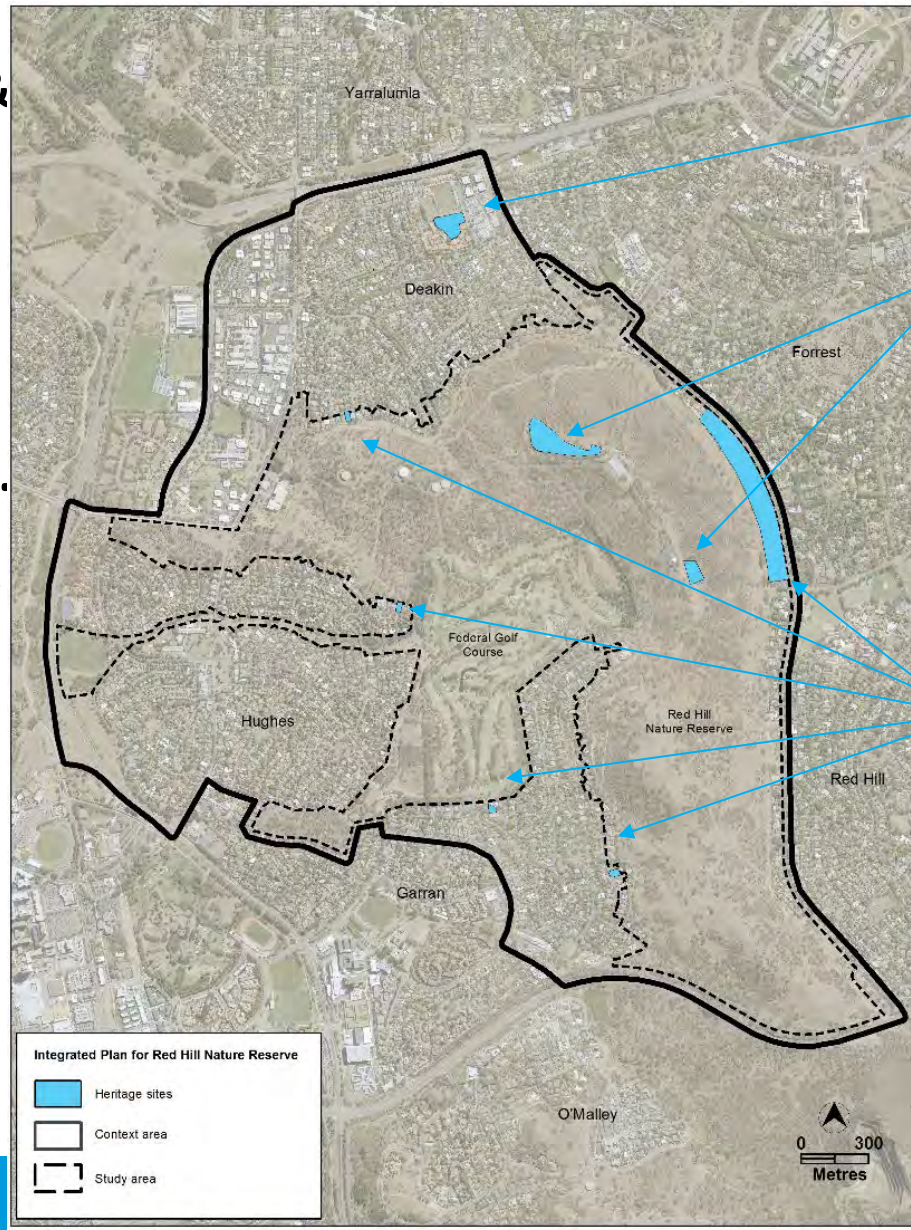 &
Yarralumla
Deakin
Forrest
.
Federal Golf
Course
Hughes
Red Hill
Nature Reserve
Red Hill
Garran
O'Malley
Integrated Plan for Red Hill Nature Reserve
Heritage sites
Context area
Study area
0 300
Metres